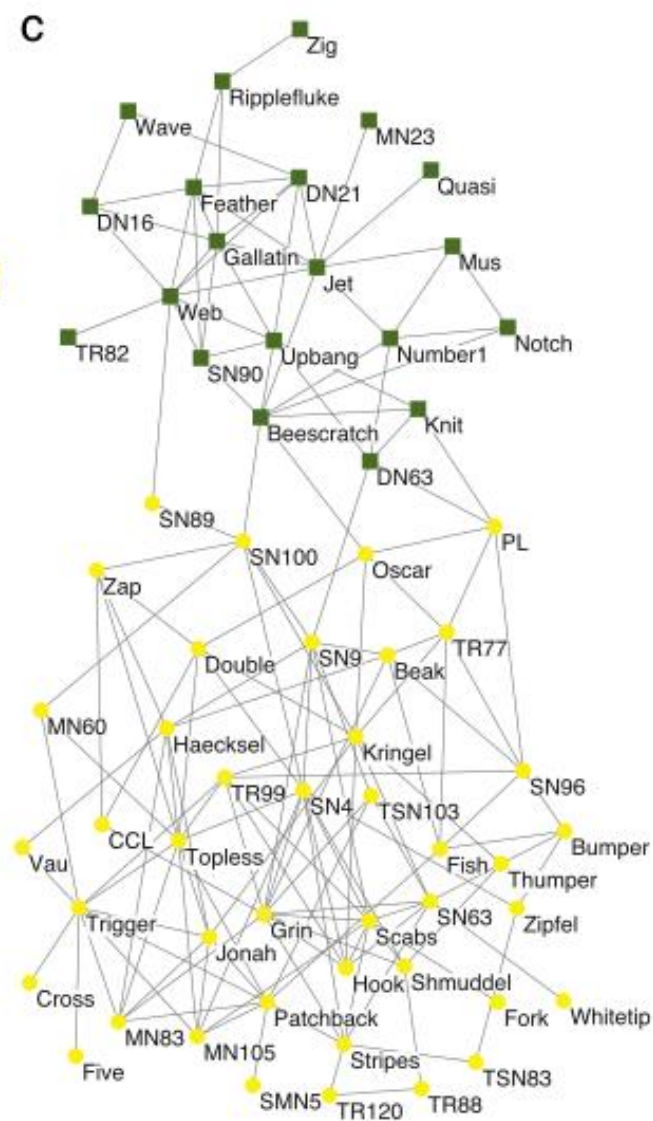 C
Zig
Ripplefluke
Wave
MN23
Quasi
DN21
Feather
DN16
Gallatin
Mus
Jet
Web
Notch
TR82
Upbang
Number1
SN90
Knit
Beescratch
DN63
SN89
PL
SN100
Oscar
Zap
TR77
SN9
Double
Beak
MN60
Haecksel
Kringel
SN96
TR99
SN4
TSN103
CCL
Bumper
Vau
Topless
Fish
Thumper
Trigger
Grin
SN63
Zipfel
Scabs
Jonah
Hook
Shmuddel
Cross
Patchback
Fork
Whitetip
MN83
MN105
Stripes
Five
TSN83
SMN5
TR120
TR88